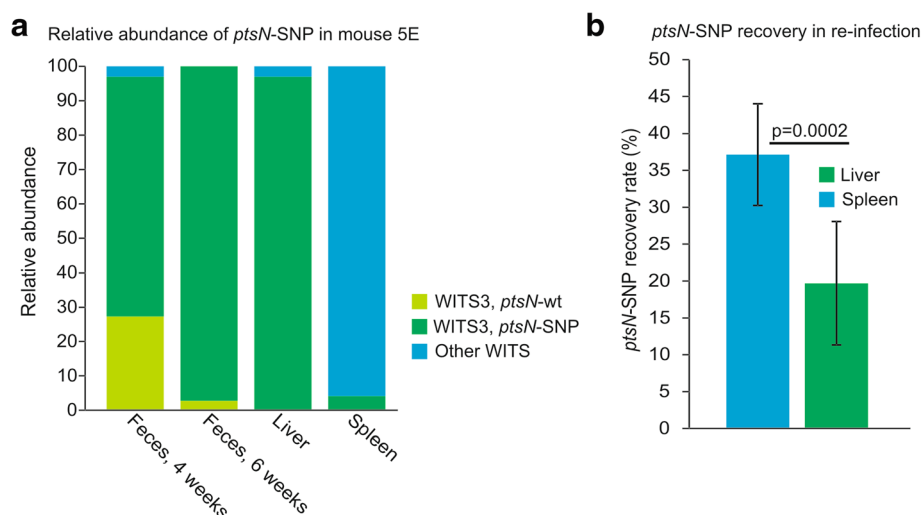 a
Relative abundance of ptsN-SNP in mouse 5E
100
90
80
70
60
50
40
30
20
10
0
Relative abundance
Feces, 4 weeks
Feces, 6 weeks
Liver
Spleen
WITS3, ptsN-wt
WITS3, ptsN-SNP
Other WITS
b
ptsN-SNP recovery in re-infection
50
45
40
35
30
25
20
15
10
5
0
ptsN-SNP recovery rate (%)
p=0.0002
Liver
Spleen